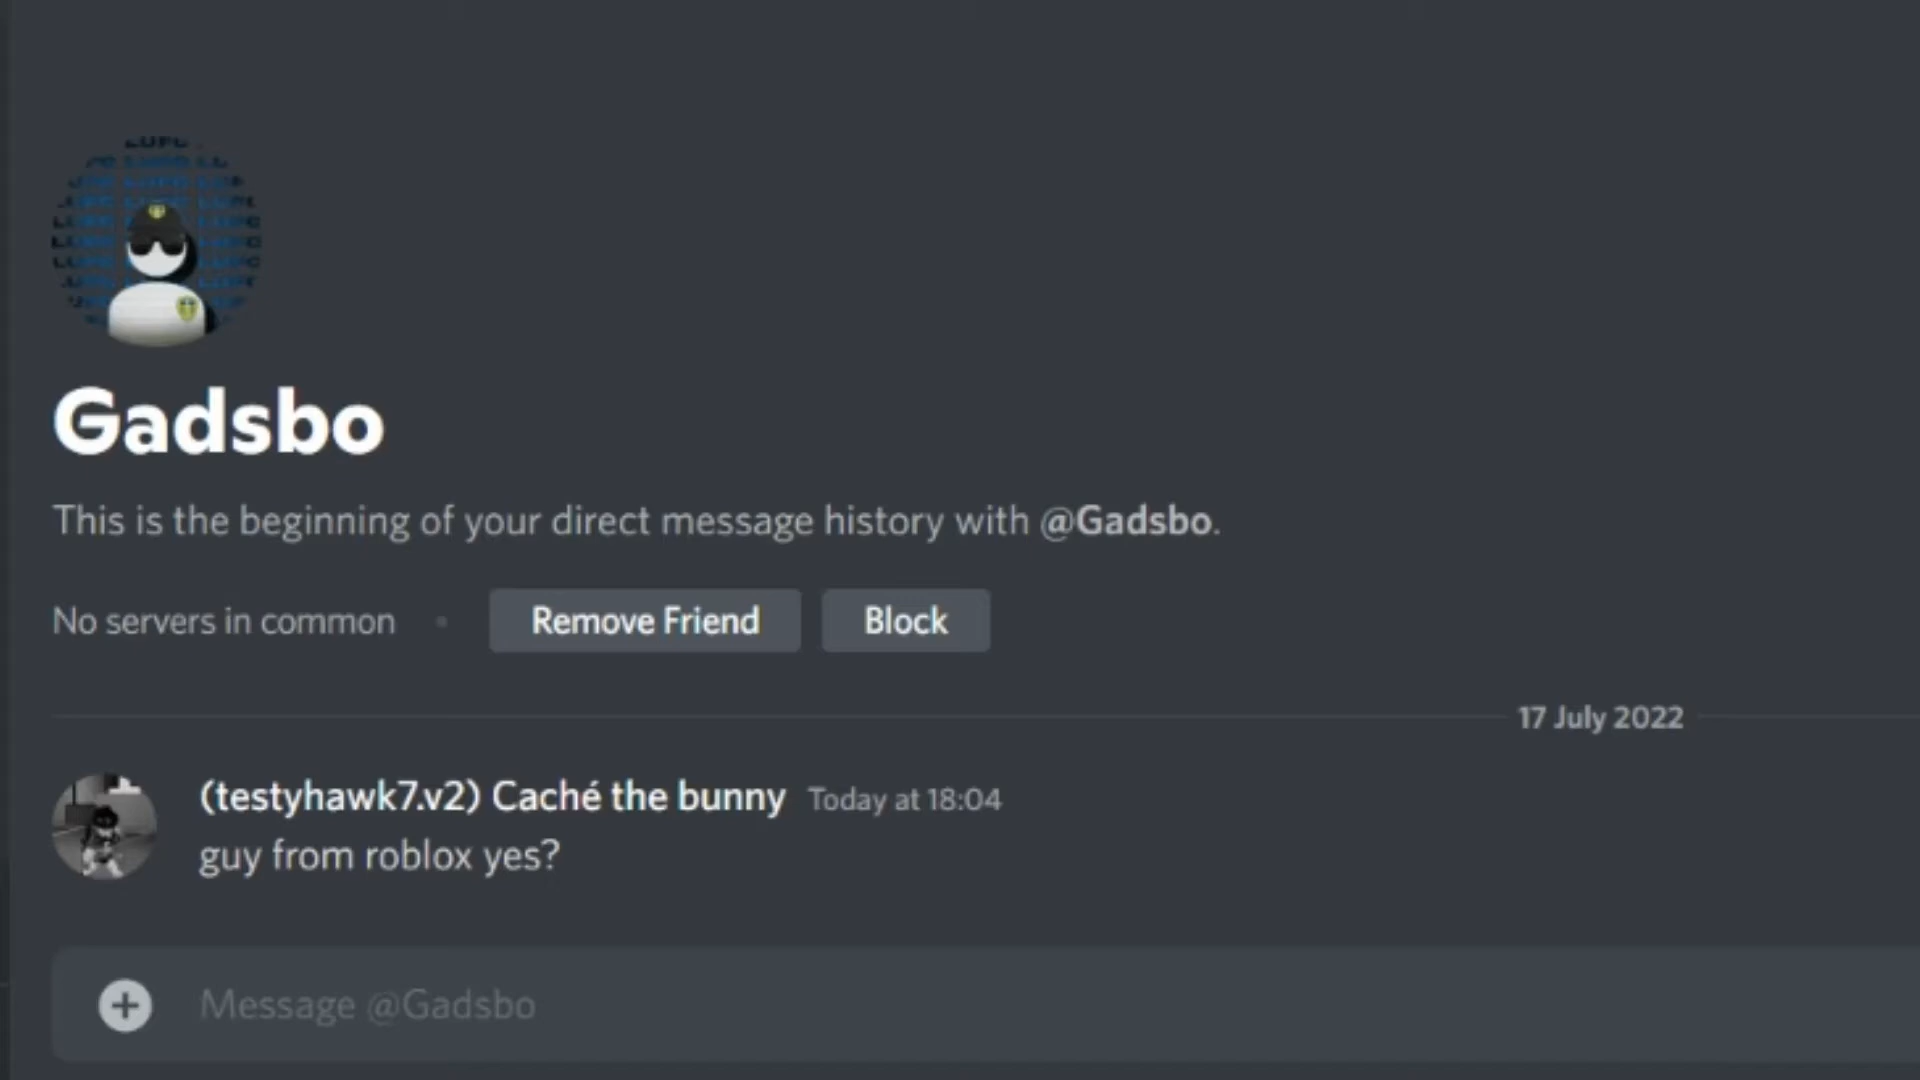 LUFC
Gadsbo
This is the beginning of your direct message history with @Gadsbo.
No servers in common • Remove Friend Block
17 July 2022
(testyhawk7.v2) Caché the bunny Today at 18:04
guy from roblox yes?
Message @Gadsbo